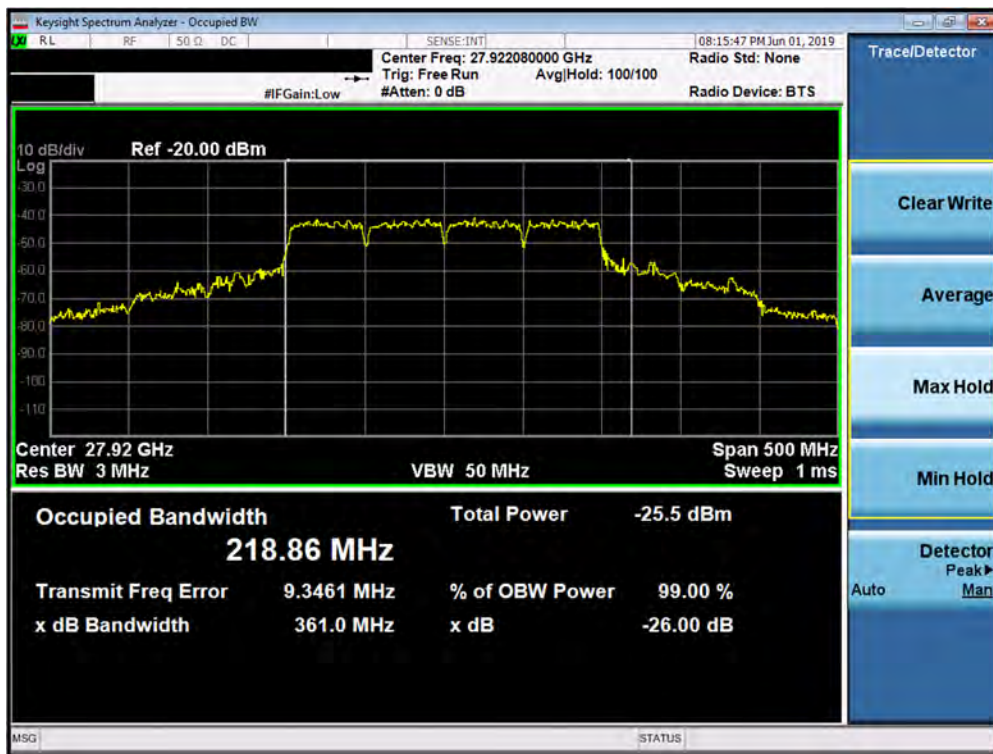 Keysight Spectrum Analyzer - Occupied BW
LXI RL RF 50 Ω DC SENSE:INT 08:15:47 PM Jun 01, 2019
Center Freq: 27.922080000 GHz Radio Std: None
Trig: Free Run Avg|Hold: 100/100
#IFGain:Low #Atten: 0 dB Radio Device: BTS
Trace/Detector
10 dB/div Ref -20.00 dBm
Log
-30.0
-40.0
-50.0
-60.0
-70.0
-80.0
-90.0
-100
-110
Center 27.92 GHz Span 500 MHz
Res BW 3 MHz VBW 50 MHz Sweep 1 ms
Occupied Bandwidth Total Power -25.5 dBm
218.86 MHz
Transmit Freq Error 9.3461 MHz % of OBW Power 99.00 %
x dB Bandwidth 361.0 MHz x dB -26.00 dB
Clear Write
Average
Max Hold
Min Hold
Detector
Peak▶
Auto Man
MSG STATUS